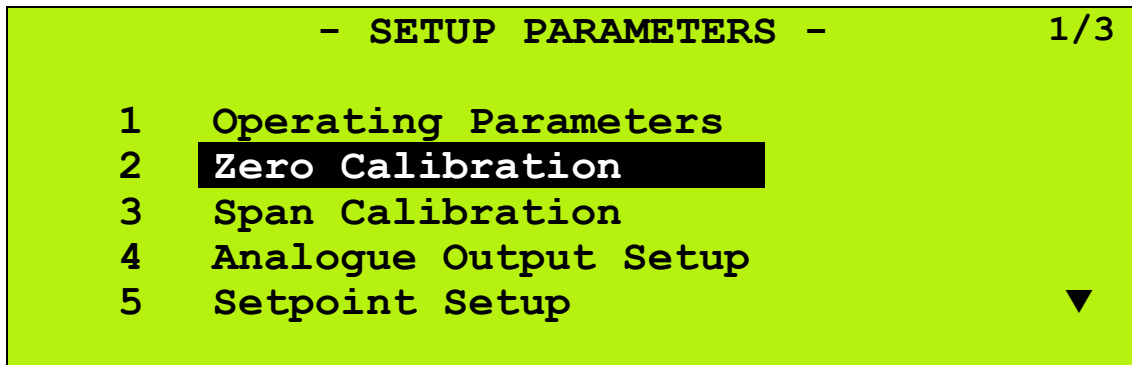 – SETUP PARAMETERS – 1/3
1 Operating Parameters
2 Zero Calibration
3 Span Calibration
4 Analogue Output Setup
5 Setpoint Setup ▼